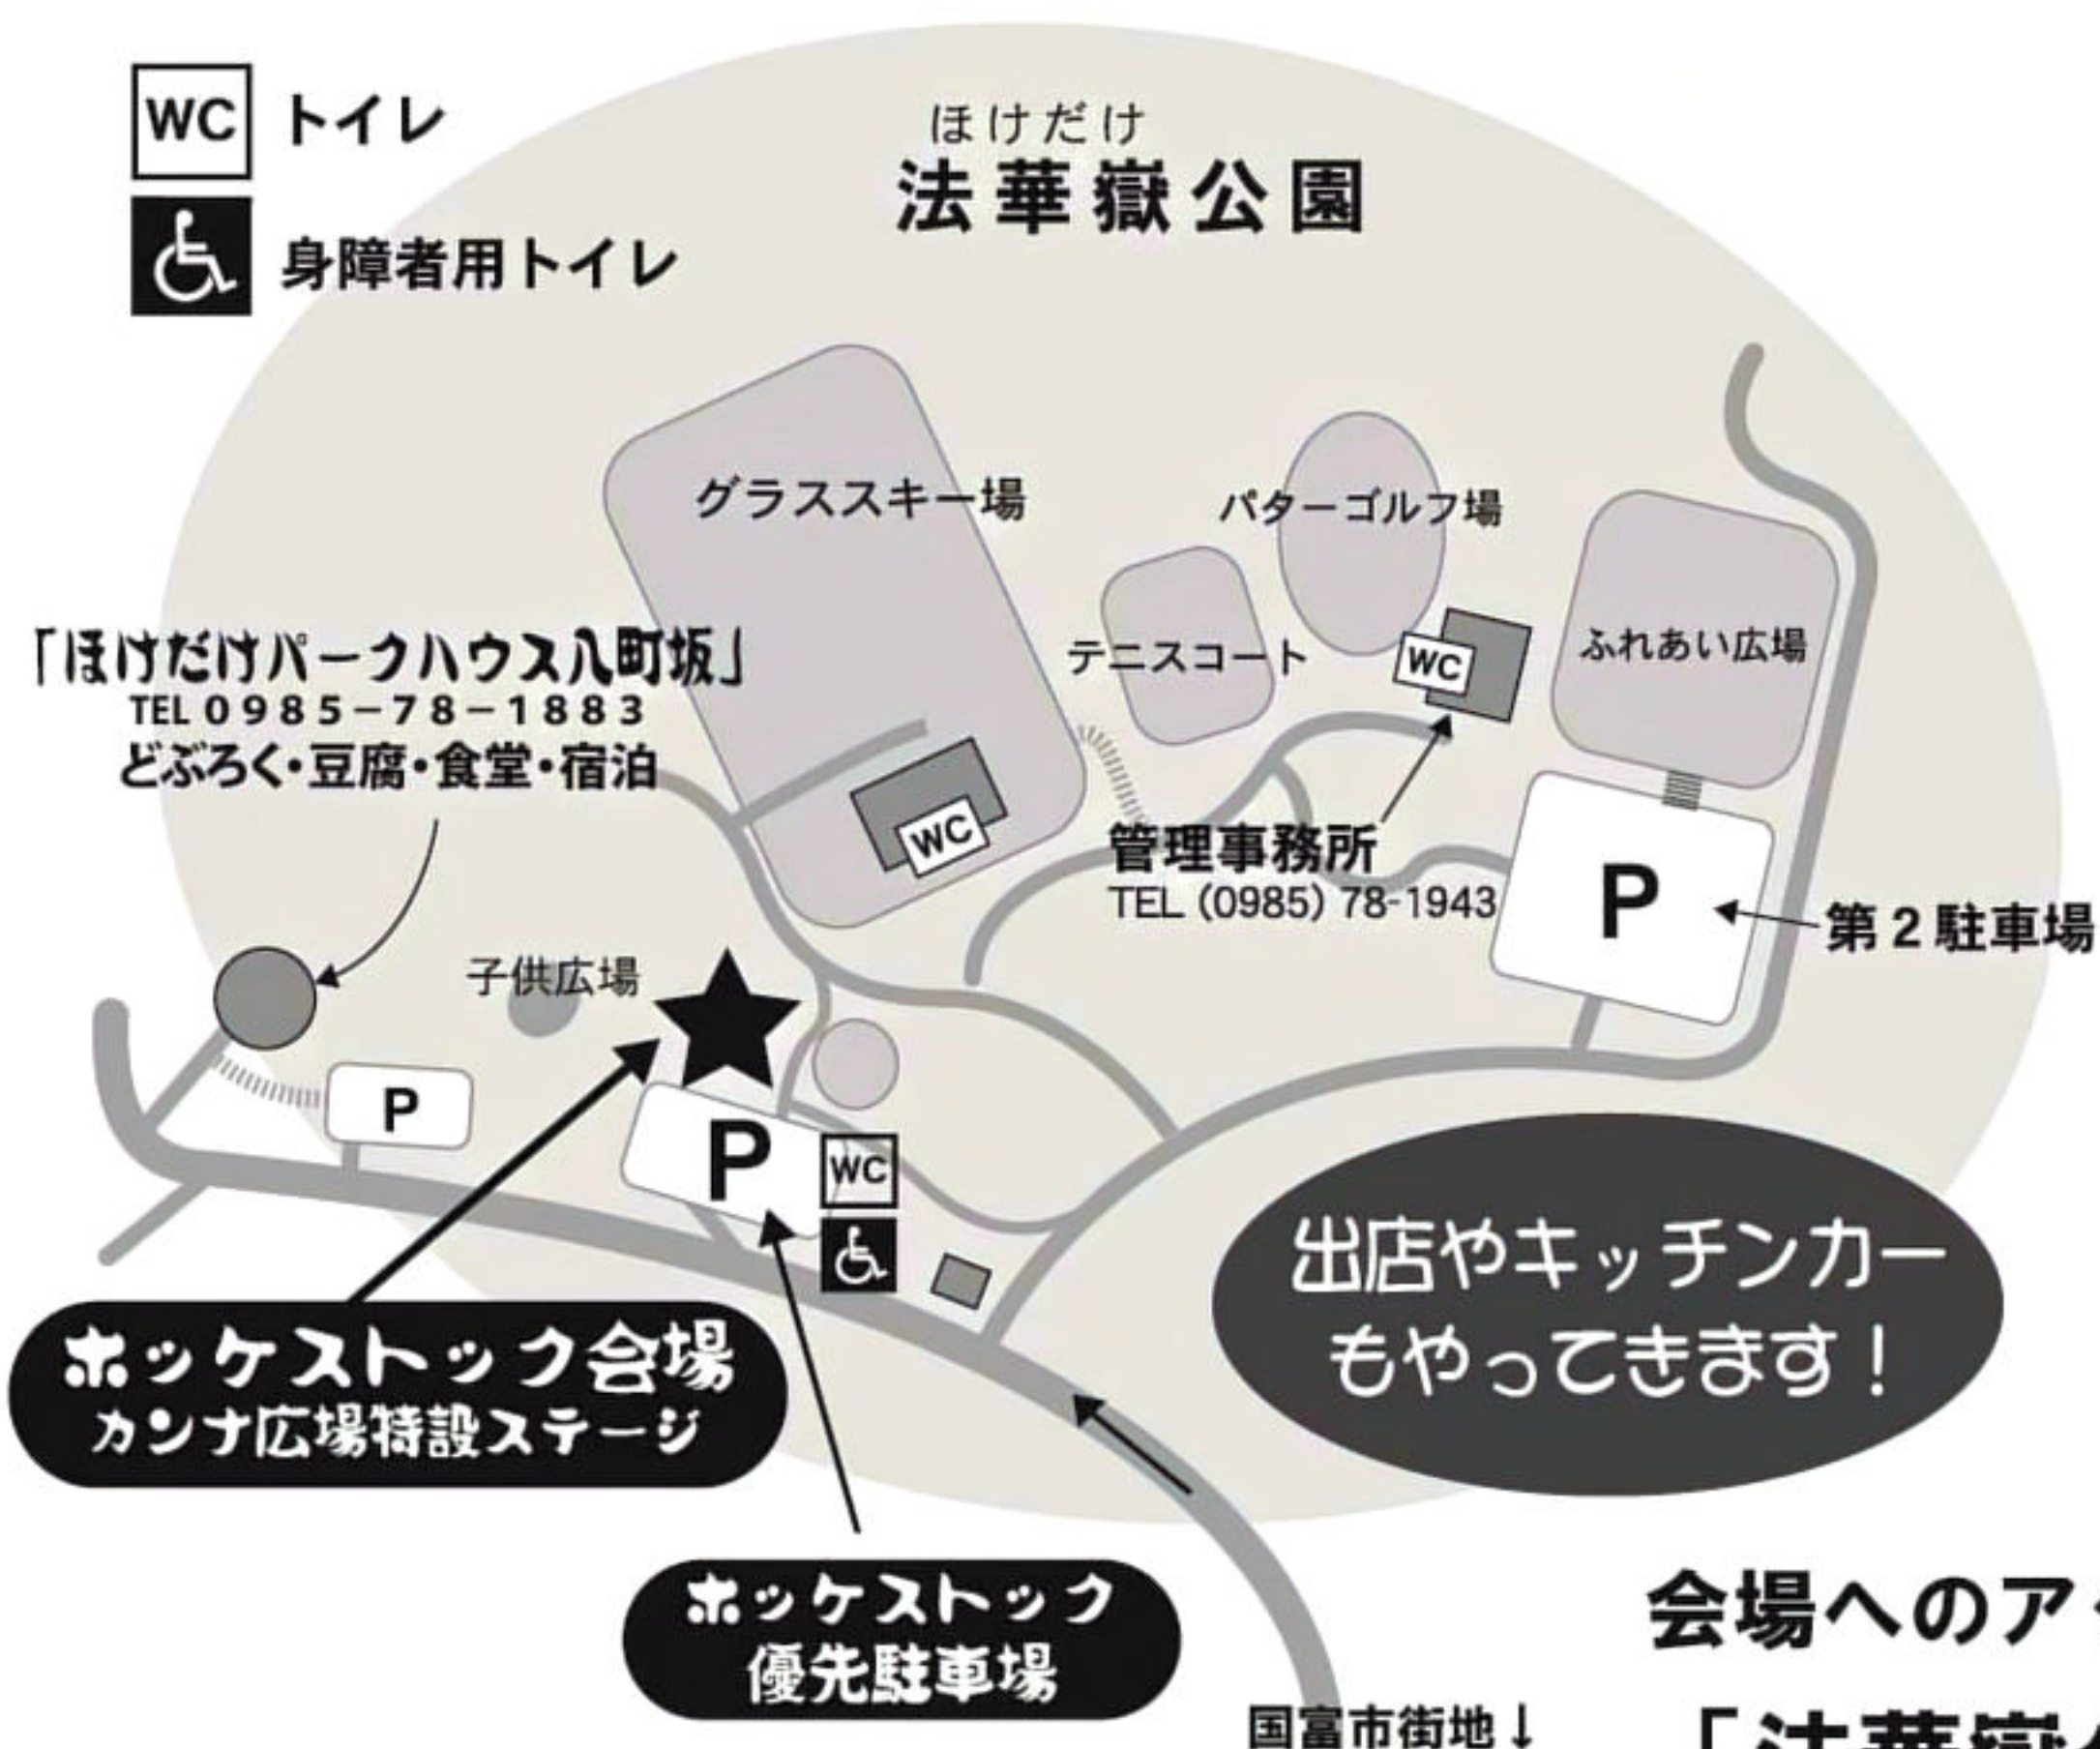 WC トイレ
身障者用トイレ
ほけだけ
法華嶽公園
グラススキー場
パターゴルフ場
テニスコート
WC
ふれあい広場
「ほけだけパークハウス八町坂」
TEL 0985-78-1883
どぶろく・豆腐・食堂・宿泊
WC
管理事務所
TEL (0985) 78-1943
P
第2駐車場
子供広場
P
P
WC
出店やキッチンカー
もやってきます!
ホッケストック会場
カンナ広場特設ステージ
ホッケストック
優先駐車場
会場へのア
国富市街地↓
「法華嶽